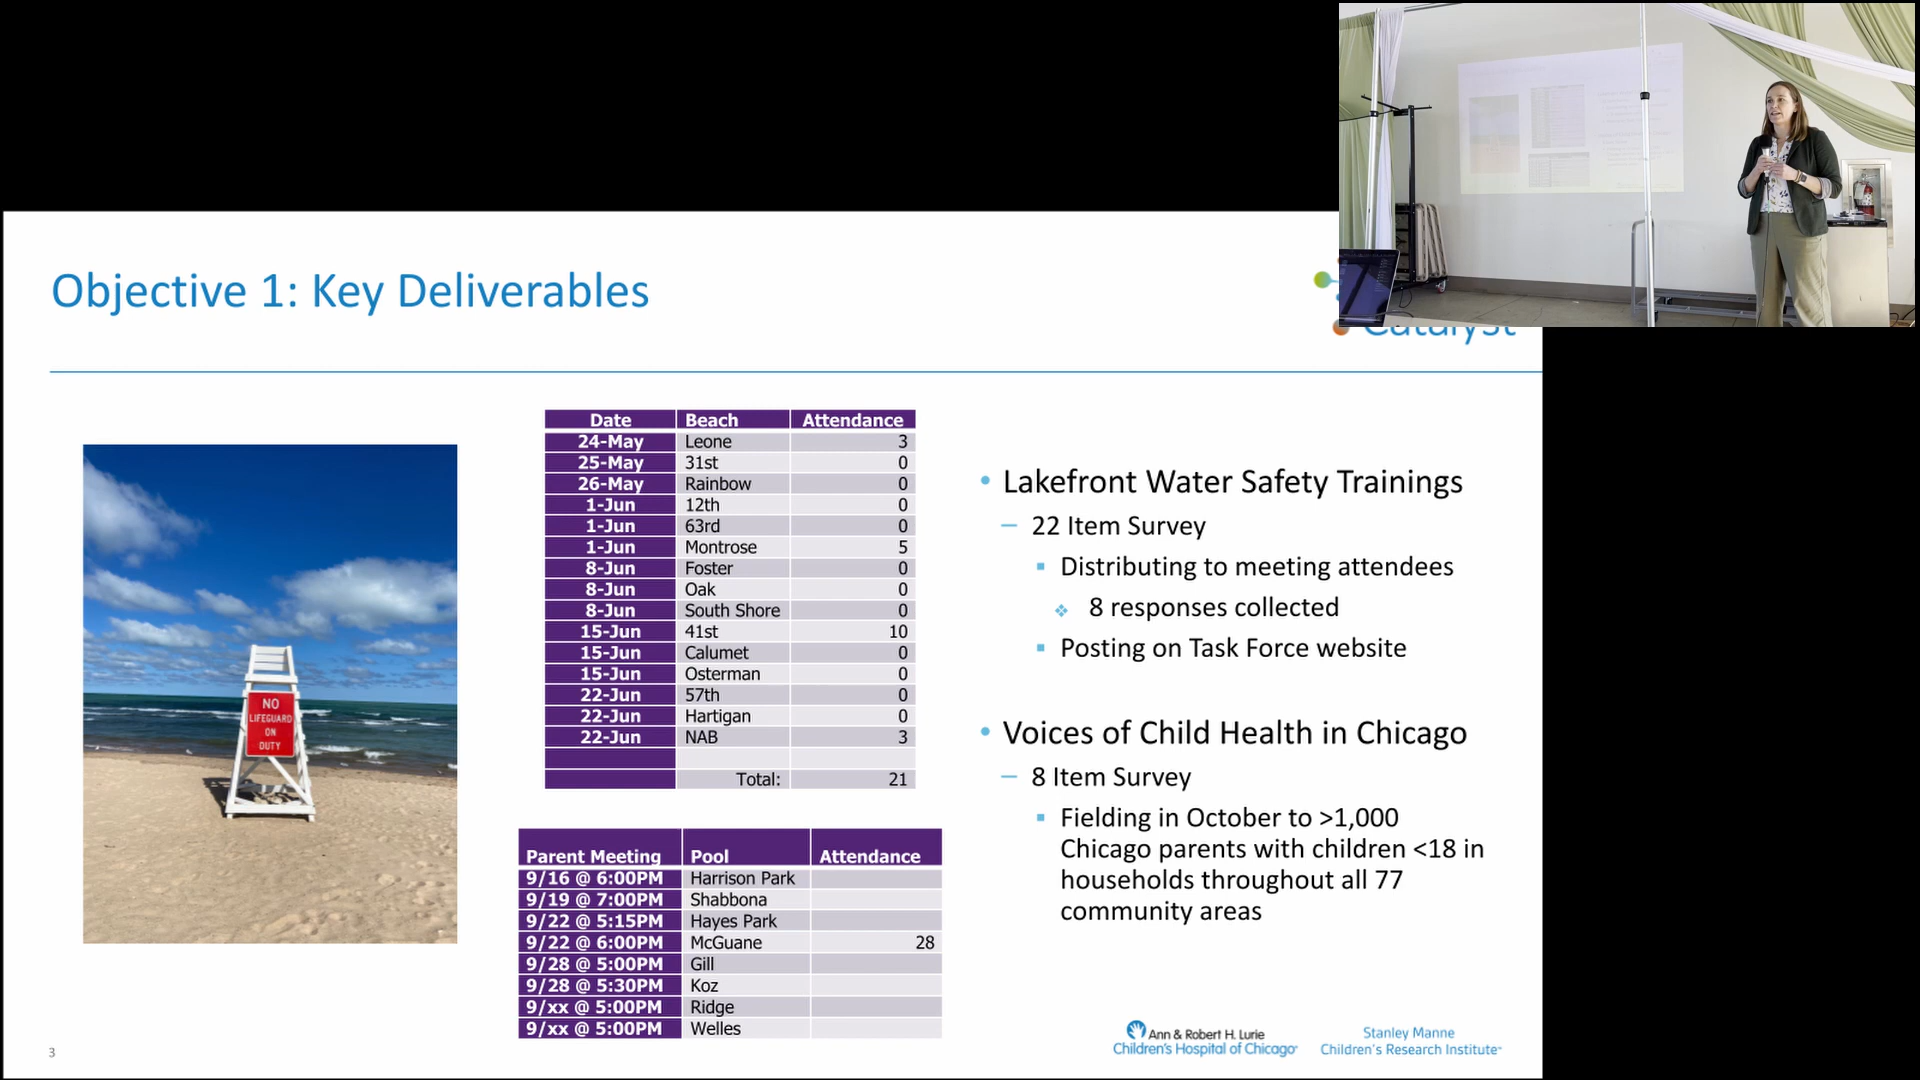 Objective 1: Key Deliverables
Catalyst
NO
LIFEGUARD
ON
DUTY
Date Beach Attendance
24-May Leone 3
25-May 31st 0
26-May Rainbow 0
1-Jun 12th 0
1-Jun 63rd 0
1-Jun Montrose 5
8-Jun Foster 0
8-Jun Oak 0
8-Jun South Shore 0
15-Jun 41st 10
15-Jun Calumet 0
15-Jun Osterman 0
22-Jun 57th 0
22-Jun Hartigan 0
22-Jun NAB 3
Total: 21
Parent Meeting Pool Attendance
9/16 @ 6:00PM Harrison Park
9/19 @ 7:00PM Shabbona
9/22 @ 5:15PM Hayes Park
9/22 @ 6:00PM McGuane 28
9/28 @ 5:00PM Gill
9/28 @ 5:30PM Koz
9/xx @ 5:00PM Ridge
9/xx @ 5:00PM Welles
• Lakefront Water Safety Trainings
– 22 Item Survey
▪ Distributing to meeting attendees
❖ 8 responses collected
▪ Posting on Task Force website
• Voices of Child Health in Chicago
– 8 Item Survey
▪ Fielding in October to >1,000
Chicago parents with children <18 in
households throughout all 77
community areas
3
Ann & Robert H. Lurie
Children's Hospital of Chicago
Stanley Manne
Children's Research Institute